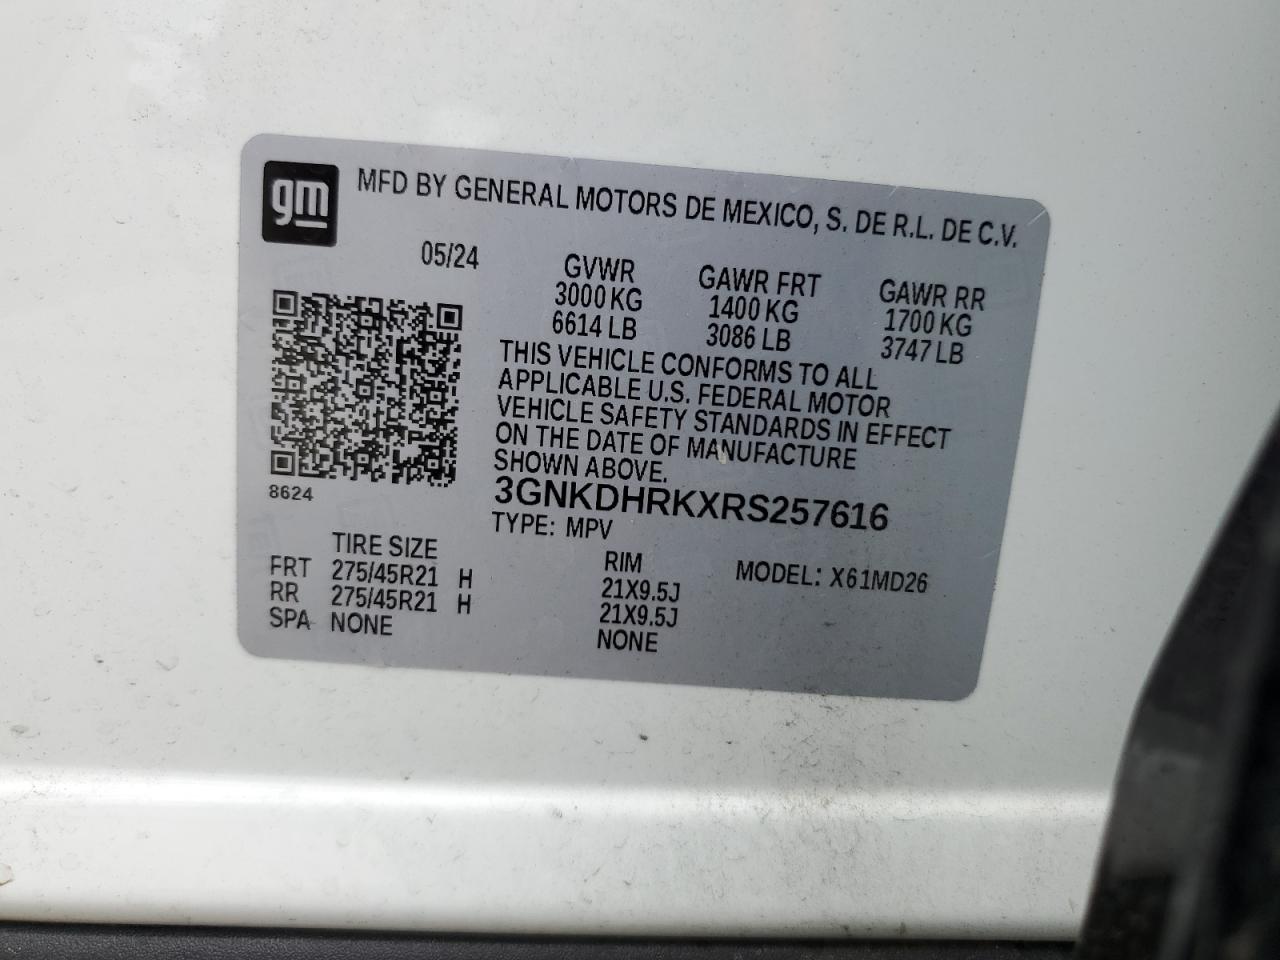 gm
MFD BY GENERAL MOTORS DE MEXICO, S. DE R.L. DE C.V.
05/24
GVWR
3000 KG
6614 LB
GAWR FRT
1400 KG
3086 LB
GAWR RR
1700 KG
3747 LB
THIS VEHICLE CONFORMS TO ALL
APPLICABLE U.S. FEDERAL MOTOR
VEHICLE SAFETY STANDARDS IN EFFECT
ON THE DATE OF MANUFACTURE
SHOWN ABOVE.
8624
3GNKDHRKXRS257616
TYPE: MPV
TIRE SIZE RIM MODEL: X61MD26
FRT 275/45R21 H 21X9.5J
RR 275/45R21 H 21X9.5J
SPA NONE NONE